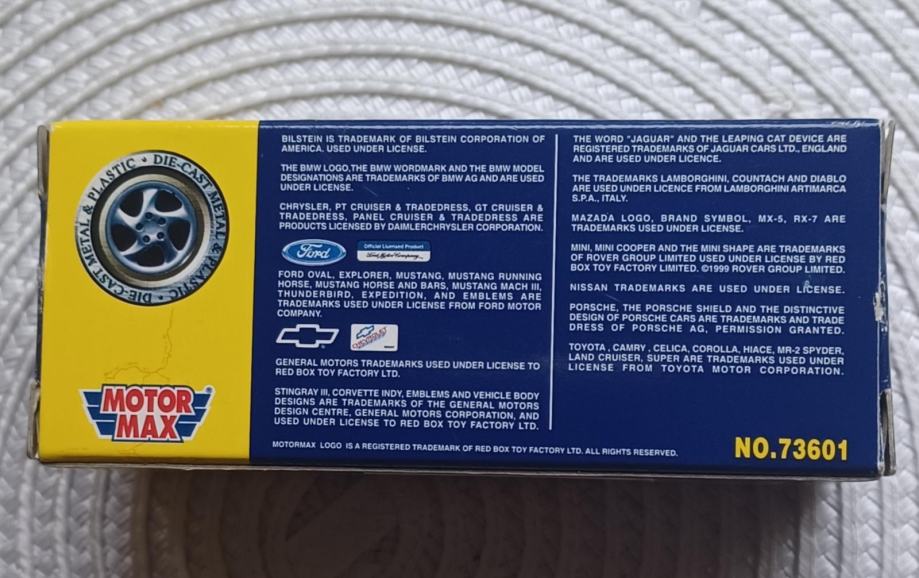 DIE-CAST METAL & PLASTIC • DIE-CAST METAL & PLASTIC •
MOTOR
MAX
®
BILSTEIN IS TRADEMARK OF BILSTEIN CORPORATION OF
AMERICA. USED UNDER LICENSE.
THE BMW LOGO,THE BMW WORDMARK AND THE BMW MODEL
DESIGNATIONS ARE TRADEMARKS OF BMW AG AND ARE USED
UNDER LICENSE.
CHRYSLER, PT CRUISER & TRADEDRESS, GT CRUISER &
TRADEDRESS, PANEL CRUISER & TRADEDRESS ARE
PRODUCTS LICENSED BY DAIMLERCHRYSLER CORPORATION.
Ford
Official Licensed Product
Ford Motor Company
FORD OVAL, EXPLORER, MUSTANG, MUSTANG RUNNING
HORSE, MUSTANG HORSE AND BARS, MUSTANG MACH III,
THUNDERBIRD, EXPEDITION, AND EMBLEMS ARE
TRADEMARKS USED UNDER LICENSE FROM FORD MOTOR
COMPANY.
CHEVROLET
GENERAL MOTORS TRADEMARKS USED UNDER LICENSE TO
RED BOX TOY FACTORY LTD.
STINGRAY III, CORVETTE INDY, EMBLEMS AND VEHICLE BODY
DESIGNS ARE TRADEMARKS OF THE GENERAL MOTORS
DESIGN CENTRE, GENERAL MOTORS CORPORATION, AND
USED UNDER LICENSE TO RED BOX TOY FACTORY LTD.
MOTORMAX LOGO IS A REGISTERED TRADEMARK OF RED BOX TOY FACTORY LTD. ALL RIGHTS RESERVED.
THE WORD "JAGUAR" AND THE LEAPING CAT DEVICE ARE
REGISTERED TRADEMARKS OF JAGUAR CARS LTD., ENGLAND
AND ARE USED UNDER LICENCE.
THE TRADEMARKS LAMBORGHINI, COUNTACH AND DIABLO
ARE USED UNDER LICENCE FROM LAMBORGHINI ARTIMARCA
S.P.A., ITALY.
MAZADA LOGO, BRAND SYMBOL, MX-5, RX-7 ARE
TRADEMARKS USED UNDER LICENSE.
MINI, MINI COOPER AND THE MINI SHAPE ARE TRADEMARKS
OF ROVER GROUP LIMITED USED UNDER LICENSE BY RED
BOX TOY FACTORY LIMITED. ©1999 ROVER GROUP LIMITED.
NISSAN TRADEMARKS ARE USED UNDER LICENSE.
PORSCHE, THE PORSCHE SHIELD AND THE DISTINCTIVE
DESIGN OF PORSCHE CARS ARE TRADEMARKS AND TRADE
DRESS OF PORSCHE AG, PERMISSION GRANTED.
TOYOTA , CAMRY , CELICA, COROLLA, HIACE, MR-2 SPYDER,
LAND CRUISER, SUPER ARE TRADEMARKS USED UNDER
LICENSE FROM TOYOTA MOTOR CORPORATION.
NO.73601